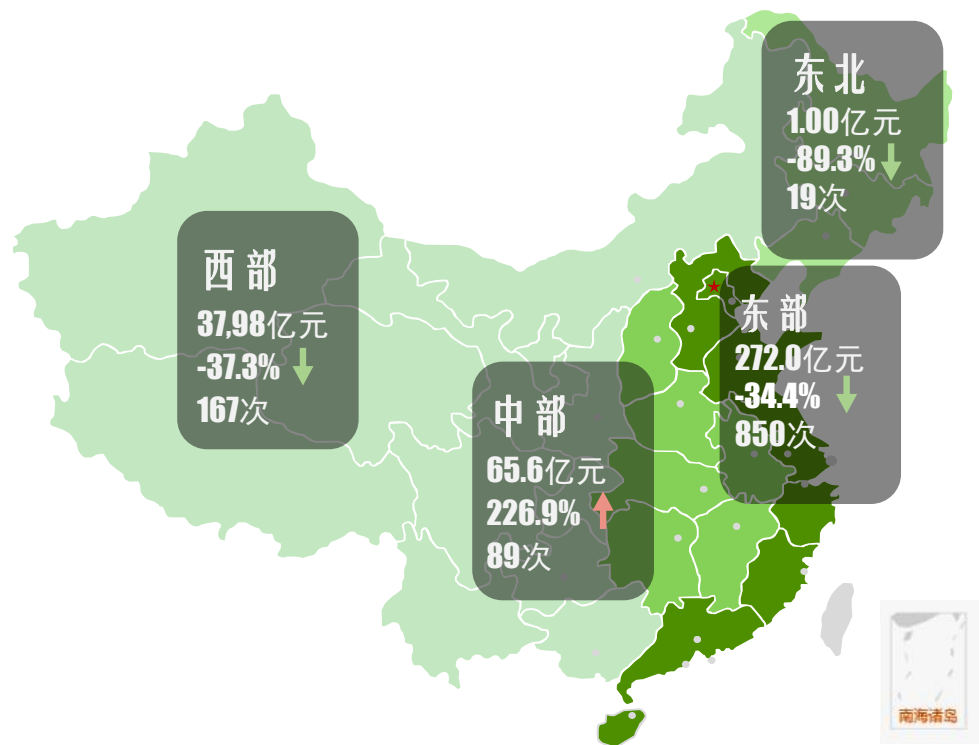 东北
1.00亿元
-89.3%
19次
西部
37,98亿元
-37.3%
167次
东部
272.0亿元
-34.4%
850次
中部
65.6亿元
226.9%
89次
南海诸岛